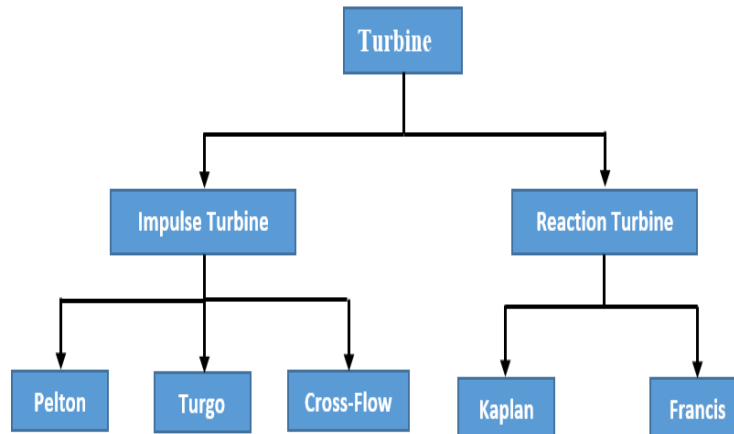 Turbine
Impulse Turbine
Reaction Turbine
Pelton
Turgo
Cross-Flow
Kaplan
Francis